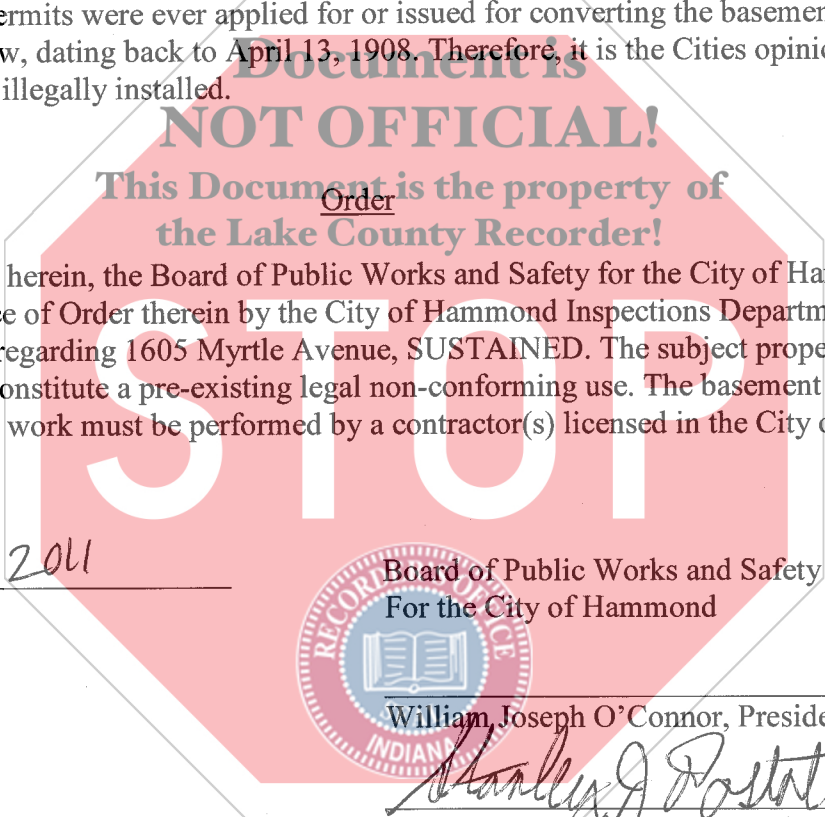 ermits were ever applied for or issued for converting the basemen
w, dating back to April 13, 1908. Therefore, it is the Cities opini
illegally installed.
Document is
NOT OFFICIAL!
This Document is the property of
the Lake County Recorder!
Order
herein, the Board of Public Works and Safety for the City of Ha
e of Order therein by the City of Hammond Inspections Departm
regarding 1605 Myrtle Avenue, SUSTAINED. The subject prope
onstitute a pre-existing legal non-conforming use. The basement
work must be performed by a contractor(s) licensed in the City
STOP
2011
Board of Public Works and Safety
For the City of Hammond
RECORDER'S OFFICE
INDIANA
William Joseph O'Connor, Preside
Stanley J